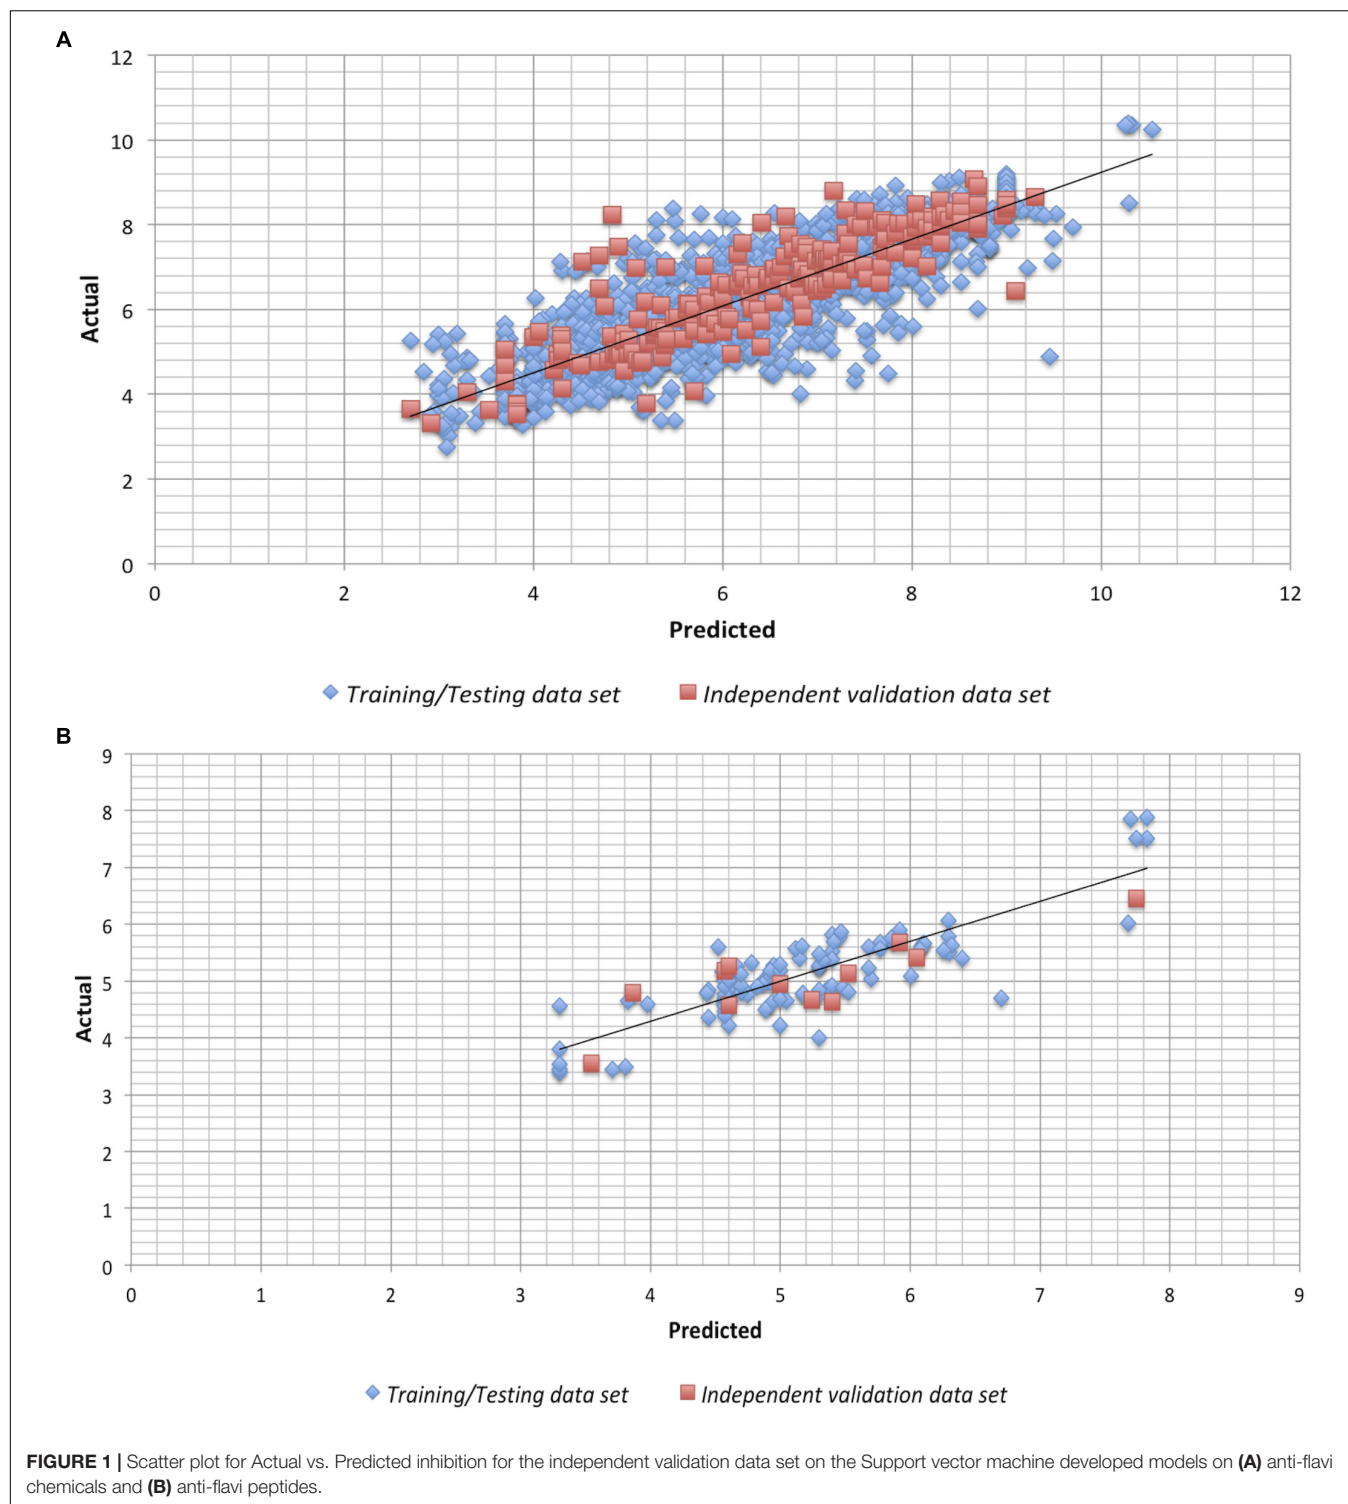 A
12
10
8
6
4
2
0
0 2 4 6 8 10 12
Actual
Predicted
Training/Testing data set Independent validation data set
B
9
8
7
6
5
4
3
2
1
0
0 1 2 3 4 5 6 7 8 9
Actual
Predicted
Training/Testing data set Independent validation data set
FIGURE 1 | Scatter plot for Actual vs. Predicted inhibition for the independent validation data set on the Support vector machine developed models on (A) anti-flavi
chemicals and (B) anti-flavi peptides.